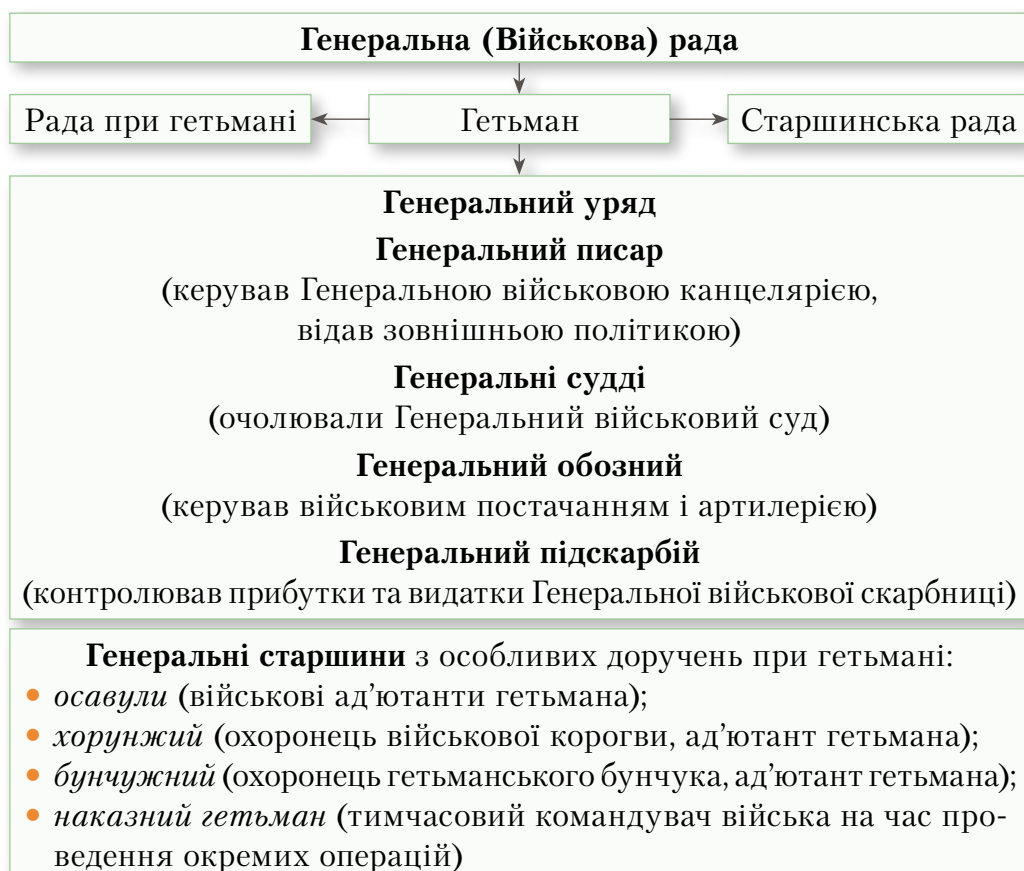 Генеральна (Військова) рада
Рада при гетьмані
Гетьман
Старшинська рада
Генеральний уряд
Генеральний писар
(керував Генеральною військовою канцелярією,
відав зовнішньою політикою)
Генеральні судді
(очолювали Генеральний військовий суд)
Генеральний обозний
(керував військовим постачанням і артилерією)
Генеральний підскарбій
(контролював прибутки та видатки Генеральної військової скарбниці)
Генеральні старшини з особливих доручень при гетьмані:
• осавули (військові ад’ютанти гетьмана);
• хорунжий (охоронець військової корогви, ад’ютант гетьмана);
• бунчужний (охоронець гетьманського бунчука, ад’ютант гетьмана);
• наказний гетьман (тимчасовий командувач війська на час про-
ведення окремих операцій)